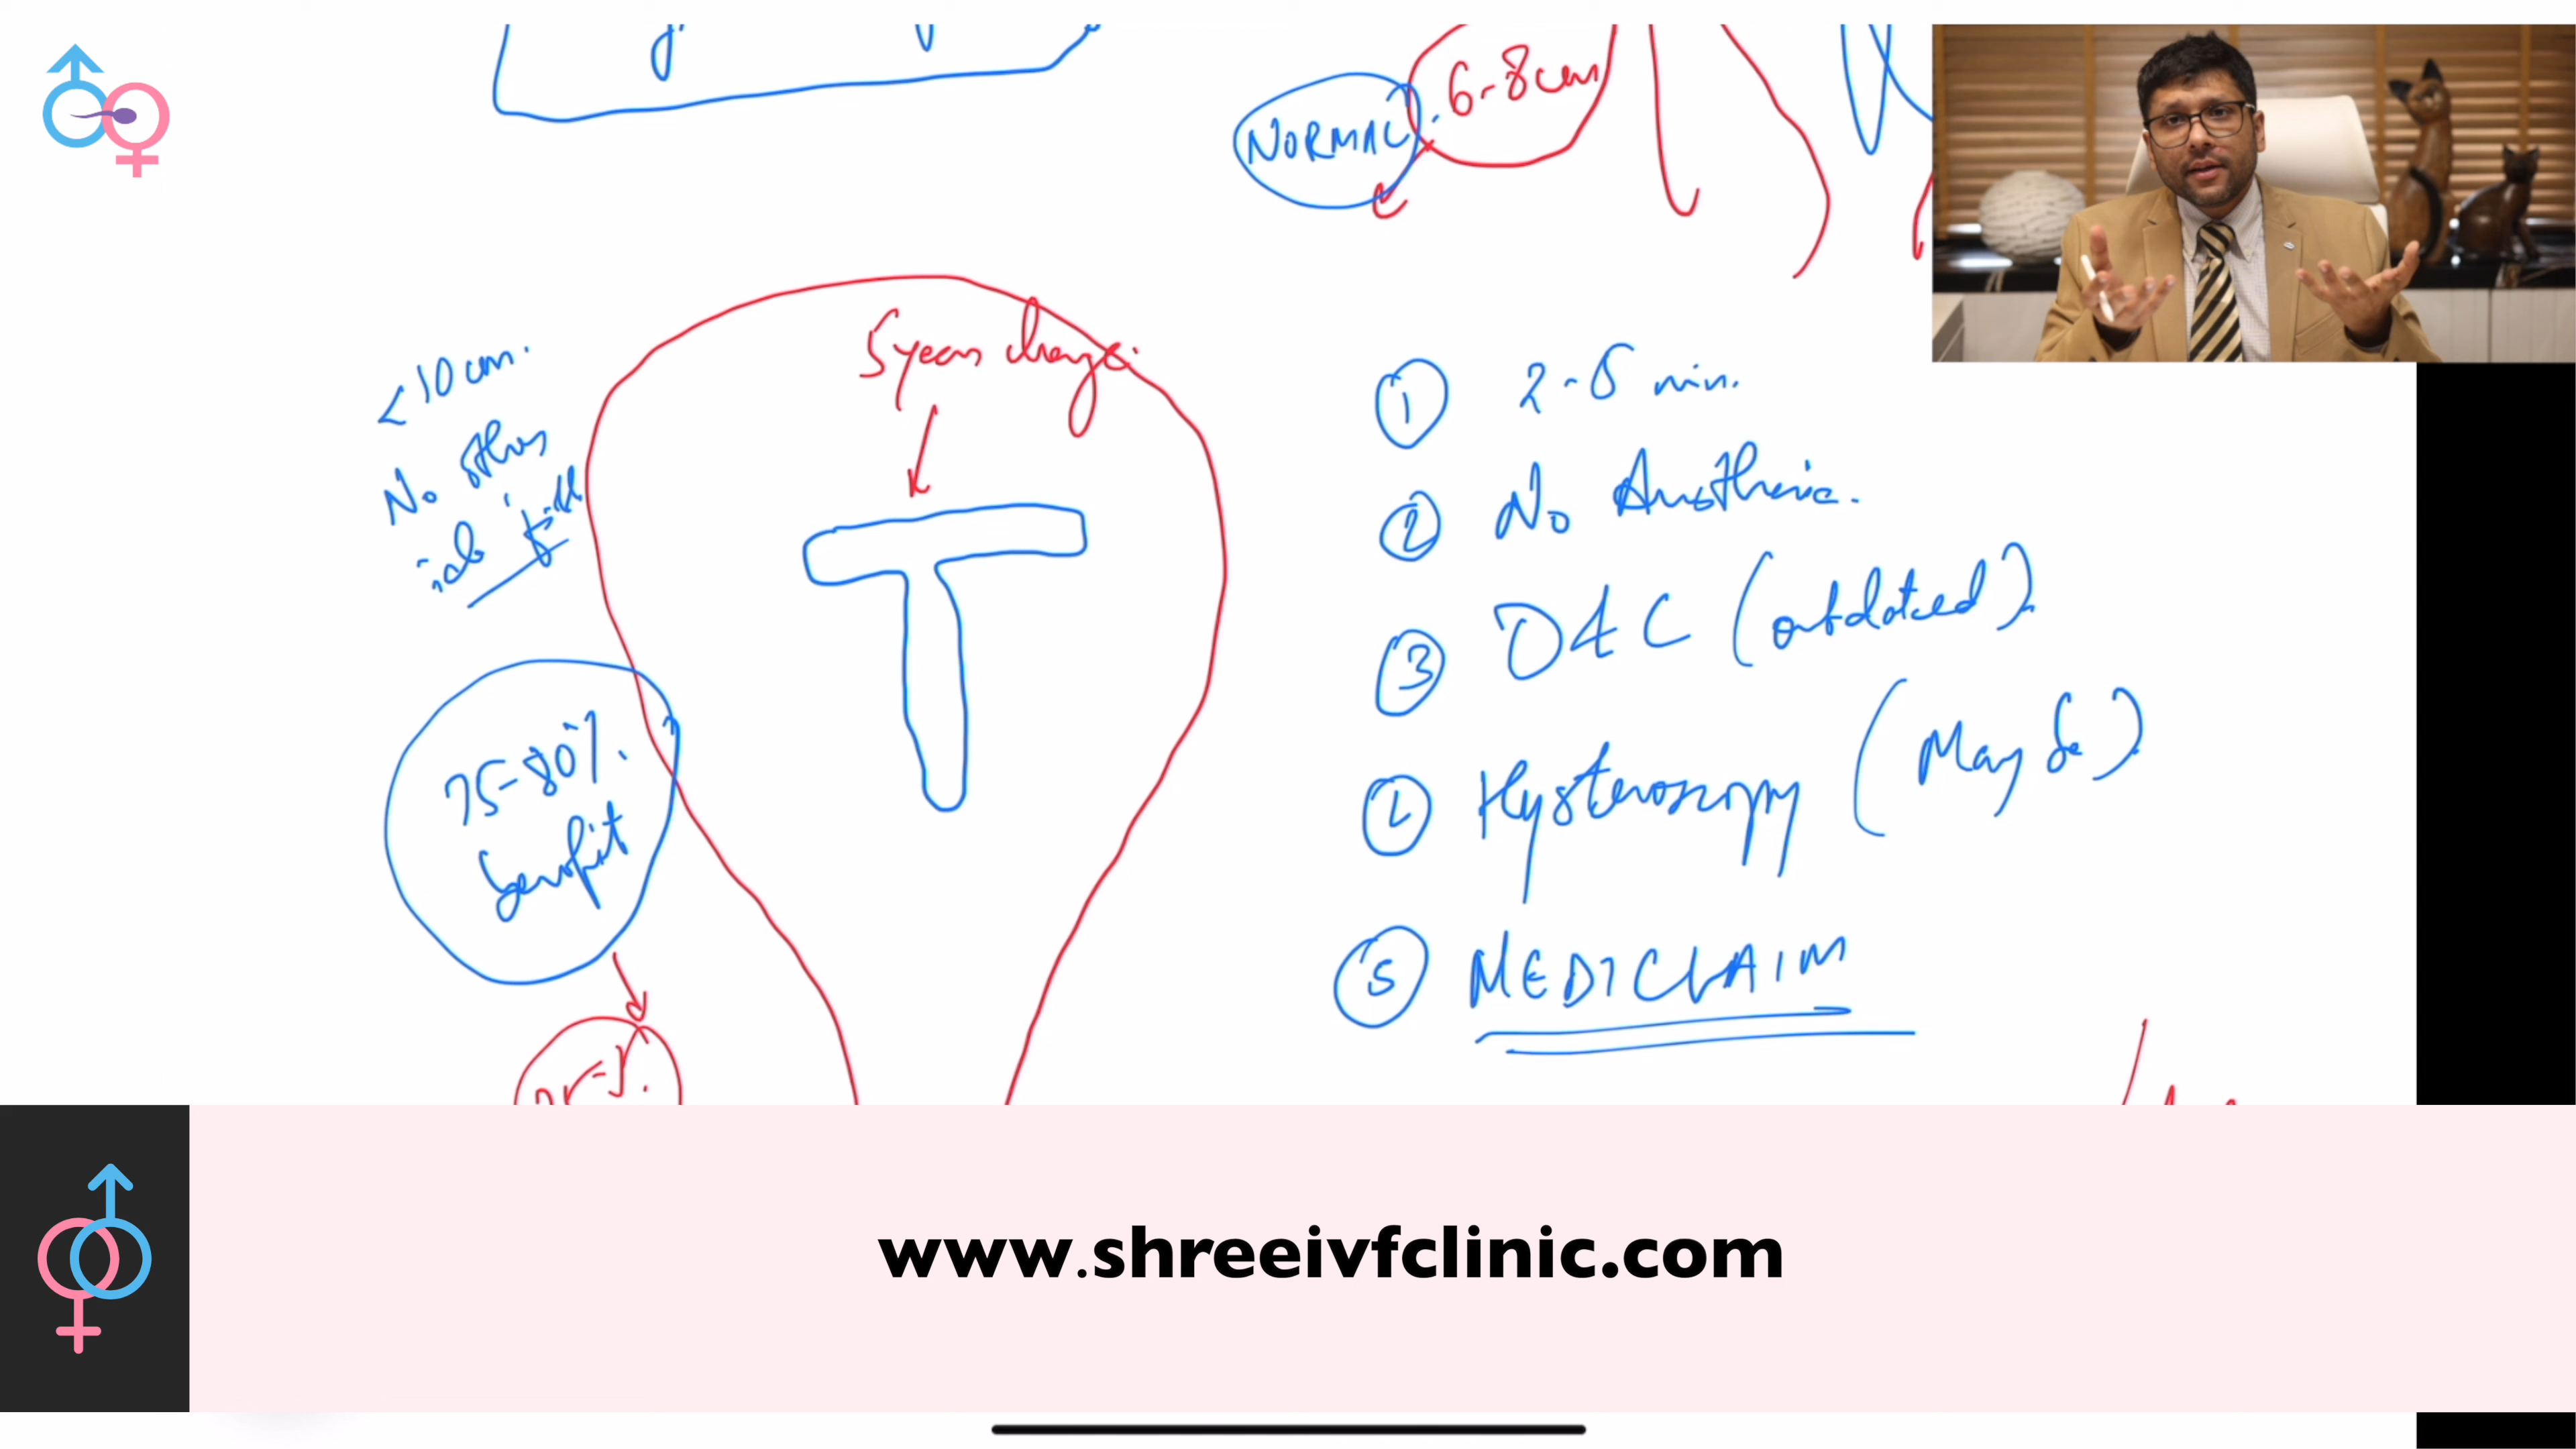 NORMAL
6-8cm
5 years change.
<10 cm.
No other
75-80%.
benefit
① 2-5 min.
② No Anesthesia.
③ D&C (outdated)
④ Hysteroscopy (May be)
⑤ MEDICLAIM
www.shreeivfclinic.com